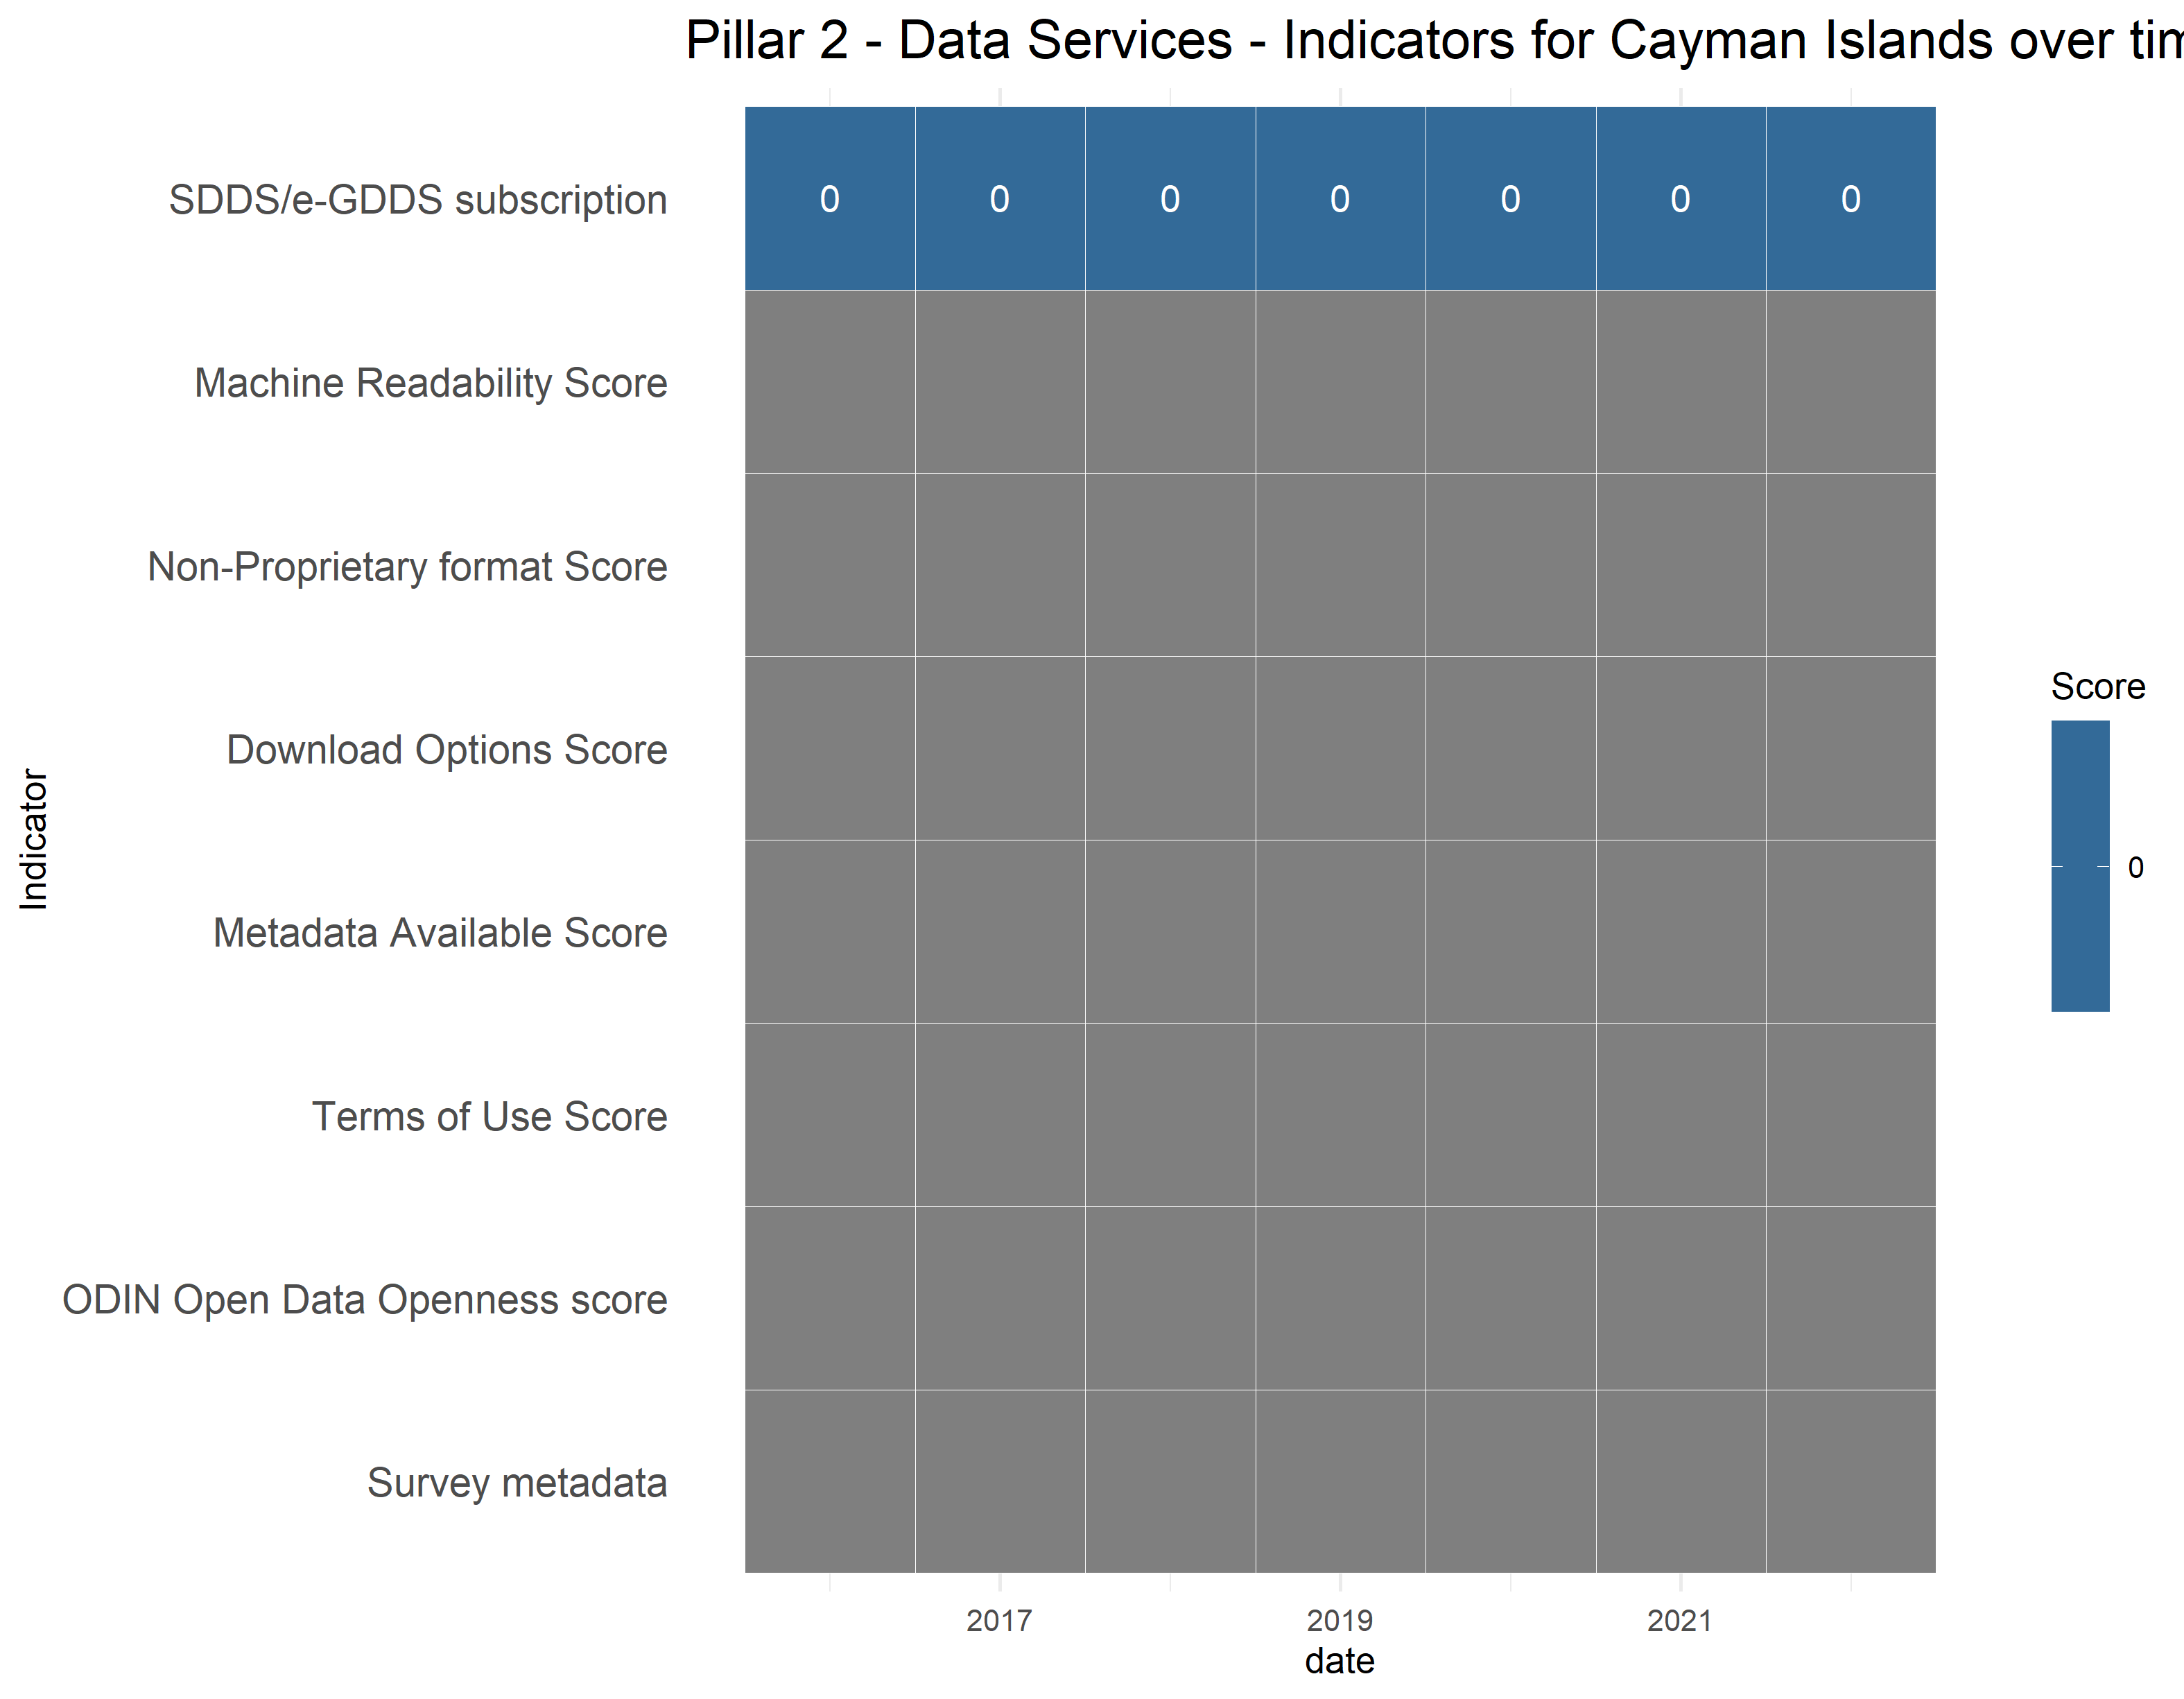 Pillar 2 - Data Services - Indicators for Cayman Islands over
SDDS/e-GDDS subscription
0 0 0 0 0 0 0
Machine Readability Score
Non-Proprietary format Score
Download Options Score
Metadata Available Score
Terms of Use Score
ODIN Open Data Openness score
Survey metadata
Indicator
2017 2019 2021
date
Score
0